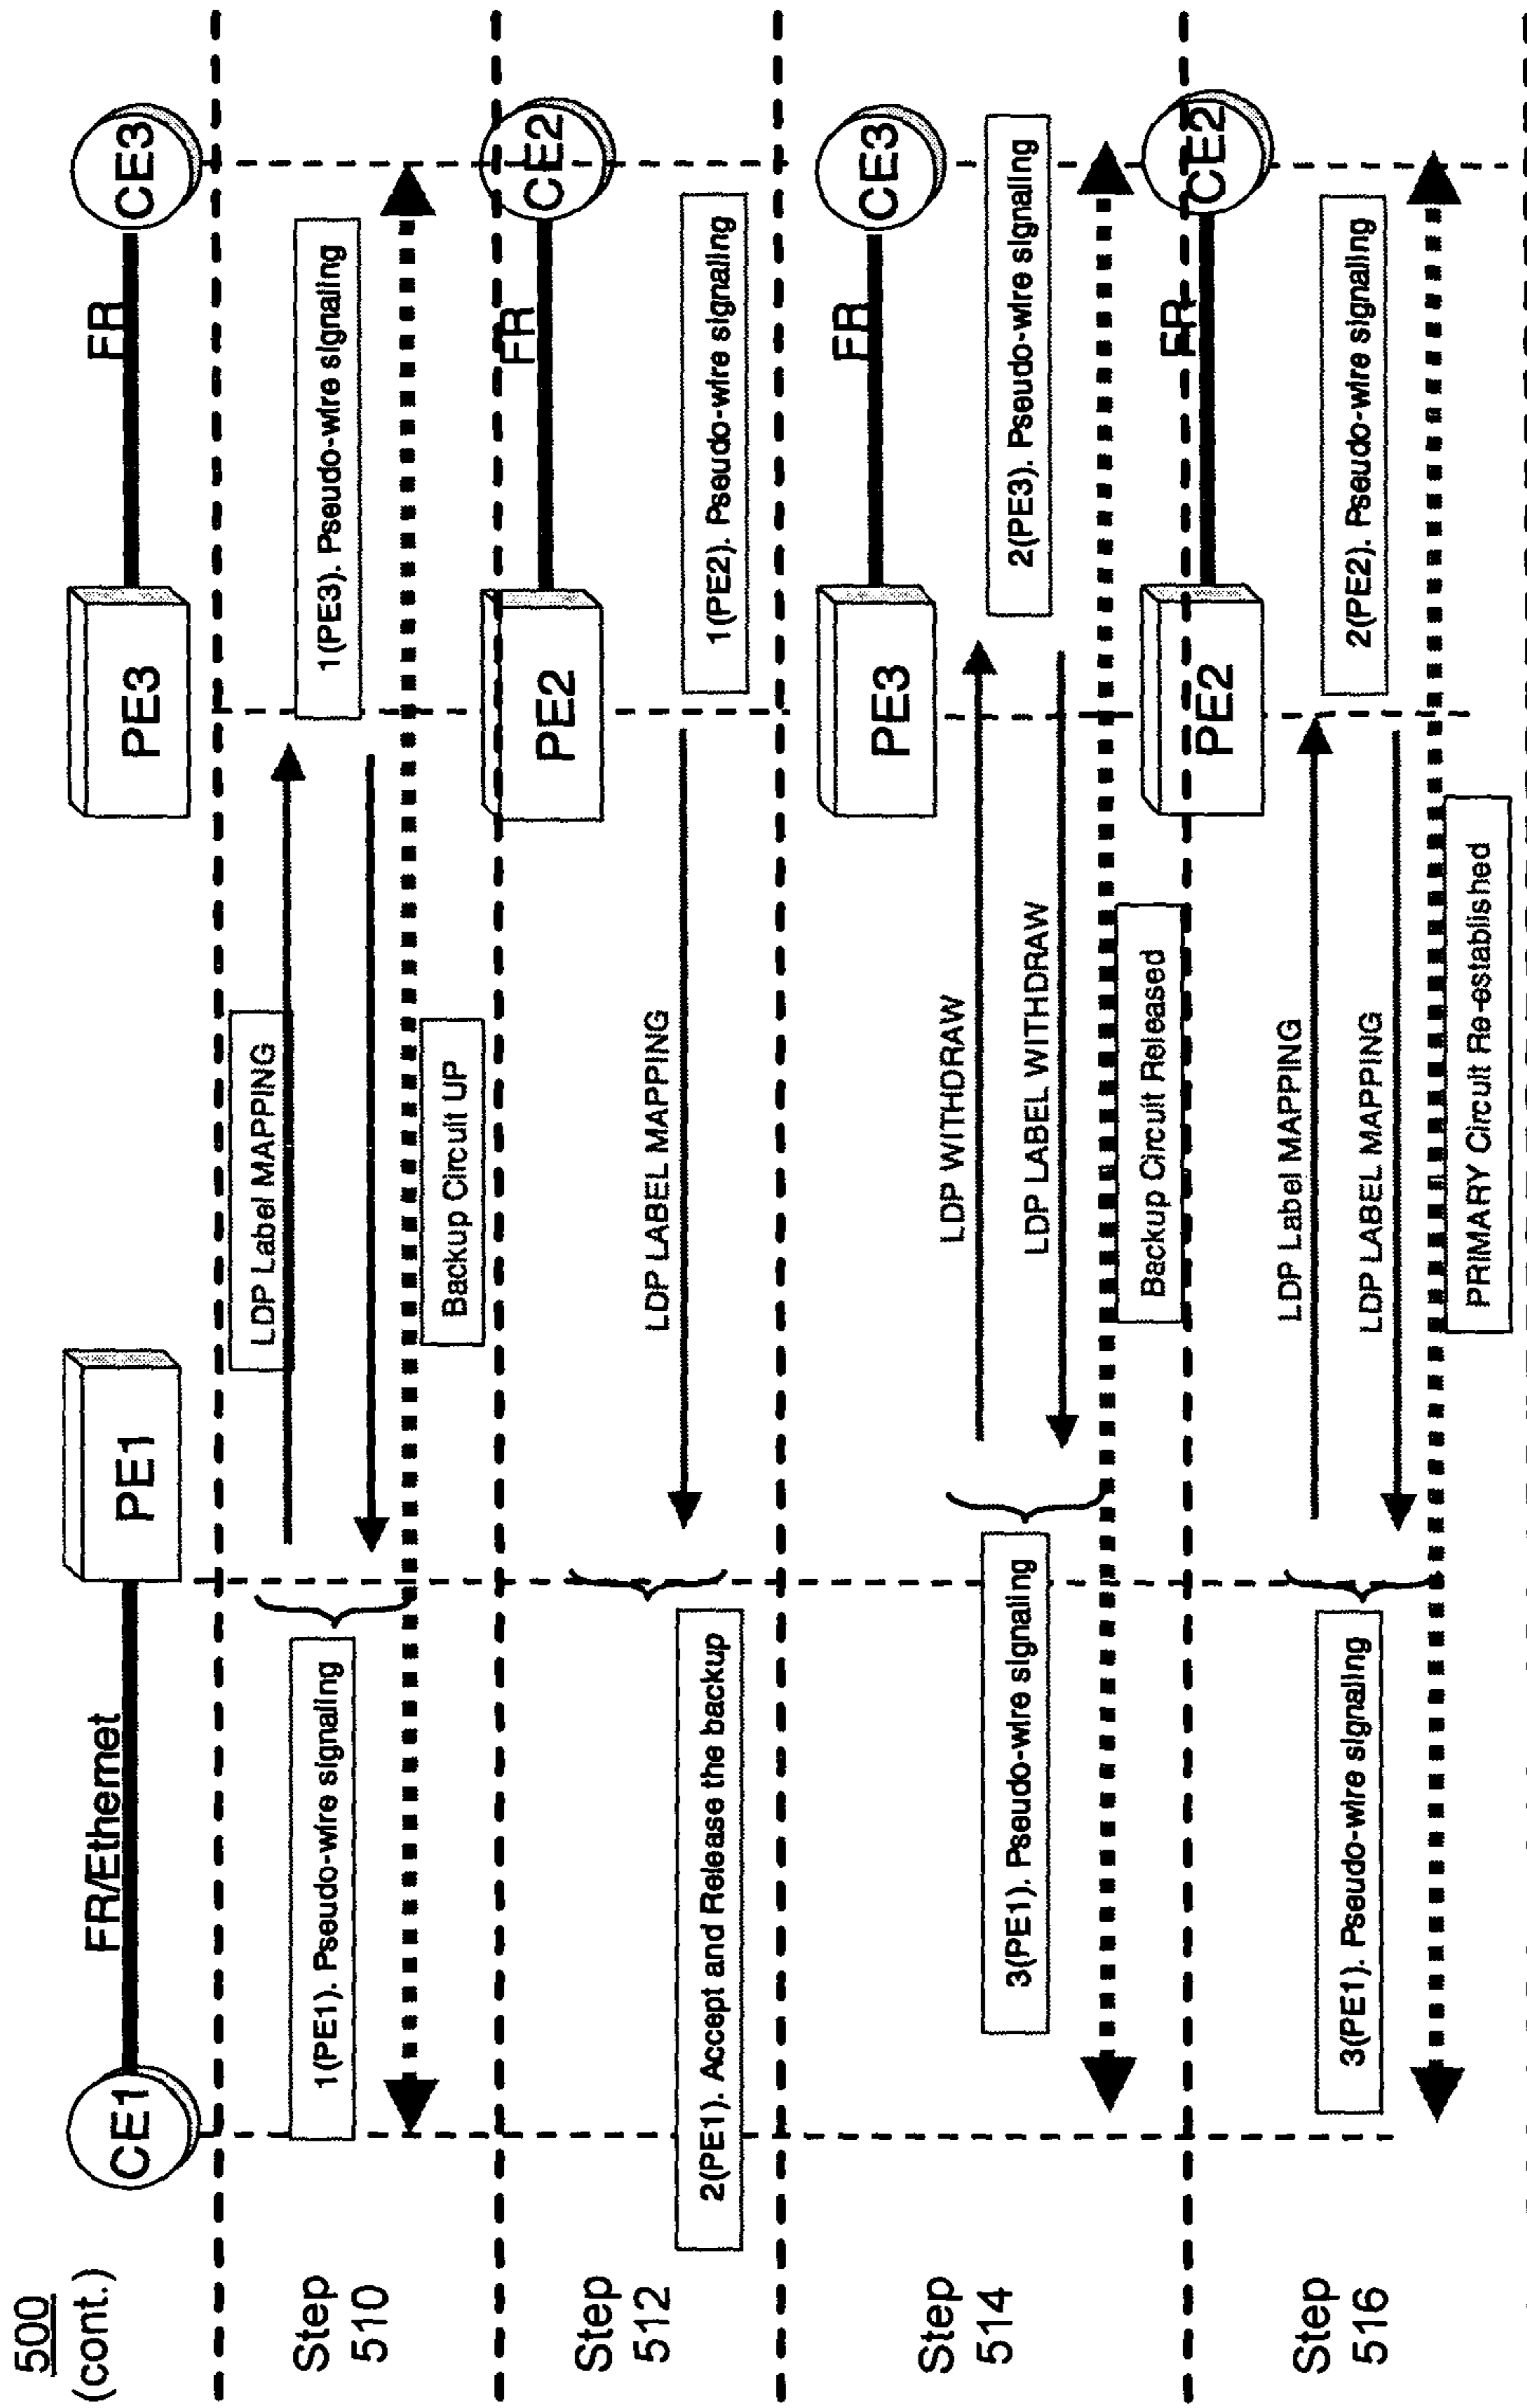 500
(cont.)
CE1
FR/Ethernet
PE1
PE3
FR
CE3
Step
510
1(PE1). Pseudo-wire signaling
LDP Label MAPPING
1(PE3). Pseudo-wire signaling
Backup Circuit UP
PE2
FR
CE2
Step
512
2(PE1). Accept and Release the backup
LDP LABEL MAPPING
1(PE2). Pseudo-wire signaling
PE3
FR
CE3
Step
514
3(PE1). Pseudo-wire signaling
LDP WITHDRAW
LDP LABEL WITHDRAW
2(PE3). Pseudo-wire signaling
Backup Circuit Released
PE2
FR
CE2
Step
516
3(PE1). Pseudo-wire signaling
LDP Label MAPPING
LDP LABEL MAPPING
2(PE2). Pseudo-wire signaling
PRIMARY Circuit Re-established